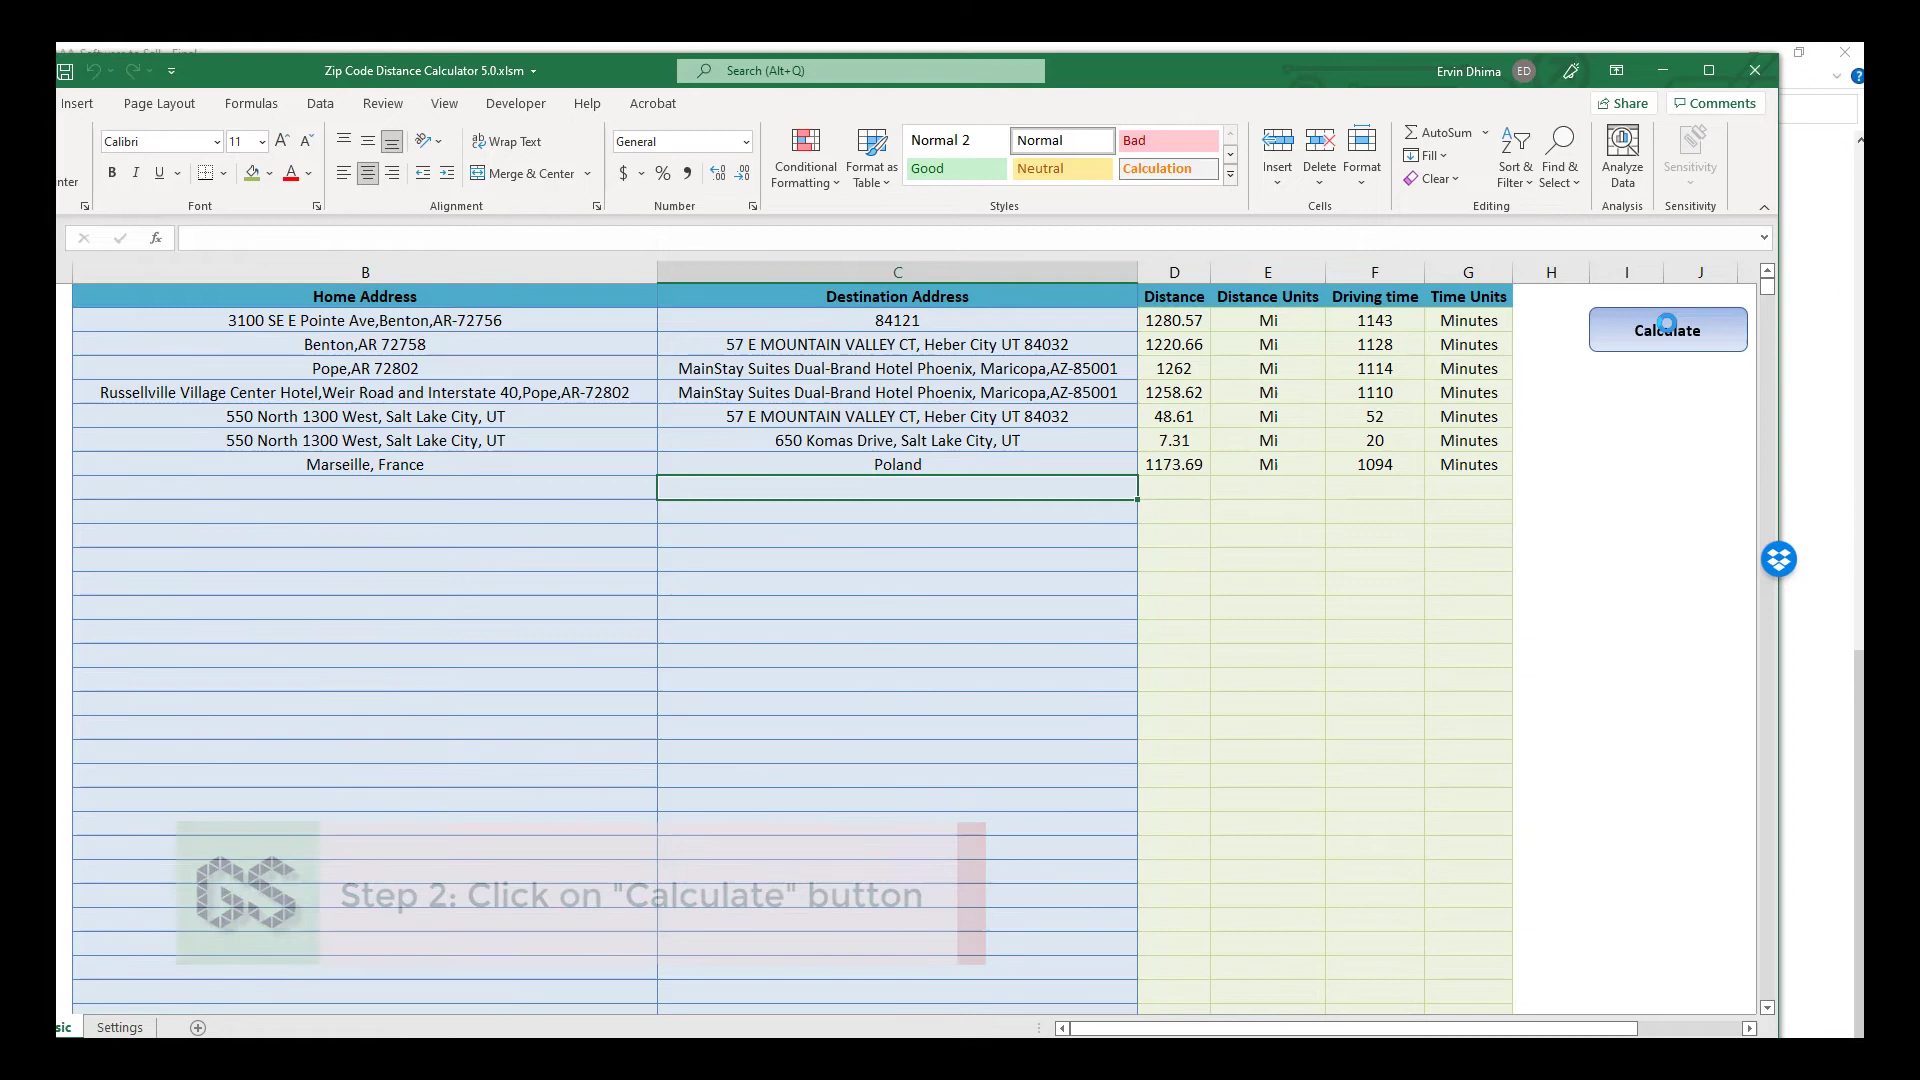 Zip Code Distance Calculator 5.0.xlsm
Search (Alt+Q)
Ervin Dhima ED
Insert Page Layout Formulas Data Review View Developer Help Acrobat
Share Comments
Calibri 11 Wrap Text General
Normal 2 Normal Bad
AutoSum
B I U Merge & Center $ % 9
Conditional Formatting
Format as Table
Good Neutral Calculation
Insert Delete Format
Fill
Clear
Sort & Filter
Find & Select
Analyze Data
Sensitivity
nter
Font Alignment Number Styles Cells Editing Analysis Sensitivity
fx
B C D E F G H I J
Home Address Destination Address Distance Distance Units Driving time Time Units
3100 SE E Pointe Ave,Benton,AR-72756 84121 1280.57 Mi 1143 Minutes
Calculate
Benton,AR 72758 57 E MOUNTAIN VALLEY CT, Heber City UT 84032 1220.66 Mi 1128 Minutes
Pope,AR 72802 MainStay Suites Dual-Brand Hotel Phoenix, Maricopa,AZ-85001 1262 Mi 1114 Minutes
Russellville Village Center Hotel,Weir Road and Interstate 40,Pope,AR-72802 MainStay Suites Dual-Brand Hotel Phoenix, Maricopa,AZ-85001 1258.62 Mi 1110 Minutes
550 North 1300 West, Salt Lake City, UT 57 E MOUNTAIN VALLEY CT, Heber City UT 84032 48.61 Mi 52 Minutes
550 North 1300 West, Salt Lake City, UT 650 Komas Drive, Salt Lake City, UT 7.31 Mi 20 Minutes
Marseille, France Poland 1173.69 Mi 1094 Minutes
GS Step 2: Click on "Calculate" button
sic Settings